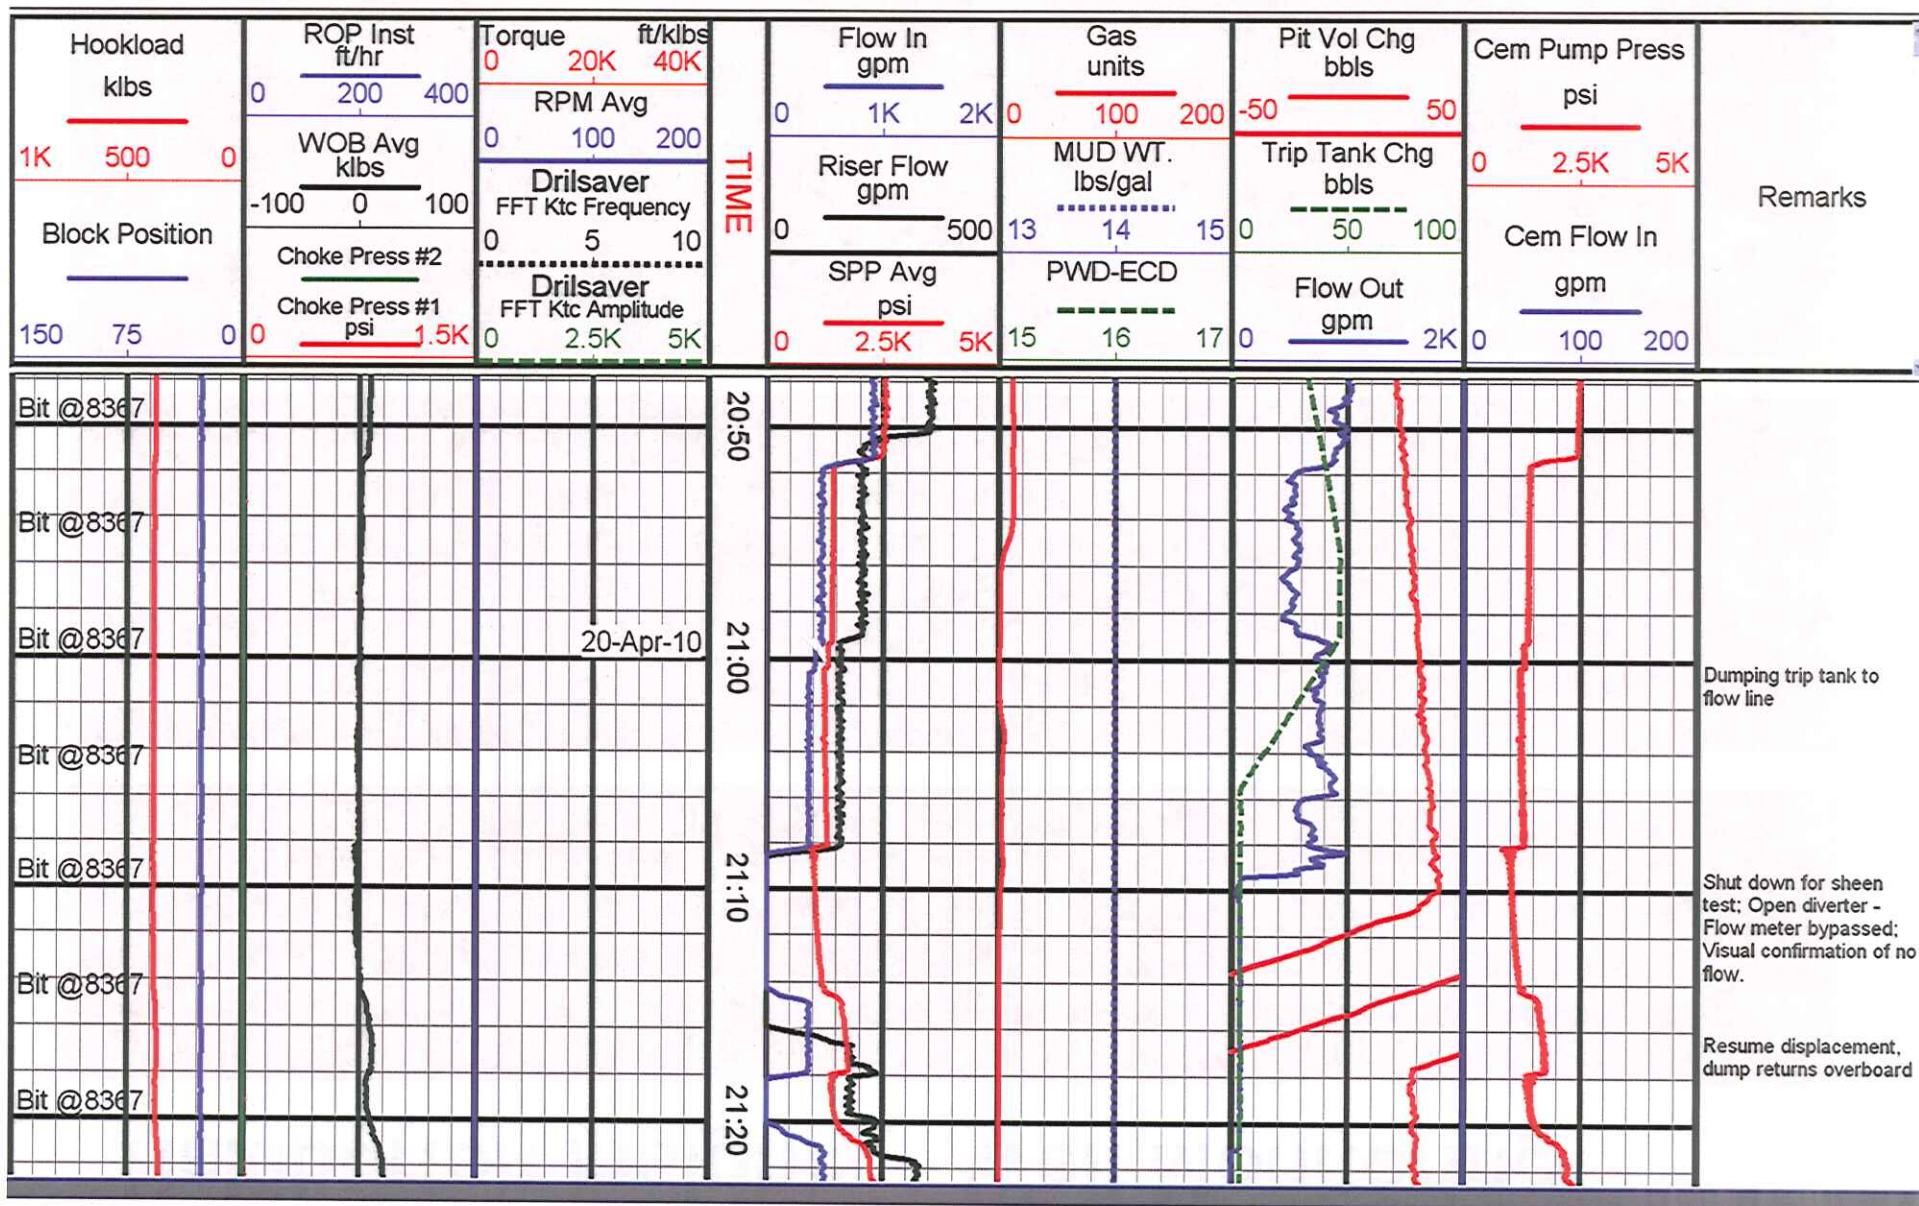 Hookload
klbs
1K 500 0
Block Position
150 75 0
ROP Inst
ft/hr
0 200 400
WOB Avg
klbs
-100 0 100
Choke Press #2
Choke Press #1
psi
0 1.5K
Torque ft/klbs
0 20K 40K
RPM Avg
0 100 200
Drilsaver
FFT Ktc Frequency
0 5 10
Drilsaver
FFT Ktc Amplitude
0 2.5K 5K
TIME
Flow In
gpm
0 1K 2K
Riser Flow
gpm
0 500
SPP Avg
psi
0 2.5K 5K
Gas
units
0 100 200
MUD WT.
lbs/gal
13 14 15
PWD-ECD
15 16 17
Pit Vol Chg
bbls
-50 50
Trip Tank Chg
bbls
0 50 100
Flow Out
gpm
0 2K
Cem Pump Press
psi
0 2.5K 5K
Cem Flow In
gpm
0 100 200
Remarks
Bit @8367
Bit @8367
Bit @8367
Bit @8367
Bit @8367
Bit @8367
Bit @8367
20-Apr-10
20:50
21:00
21:10
21:20
Dumping trip tank to
flow line
Shut down for sheen
test; Open diverter -
Flow meter bypassed;
Visual confirmation of no
flow.
Resume displacement,
dump returns overboard